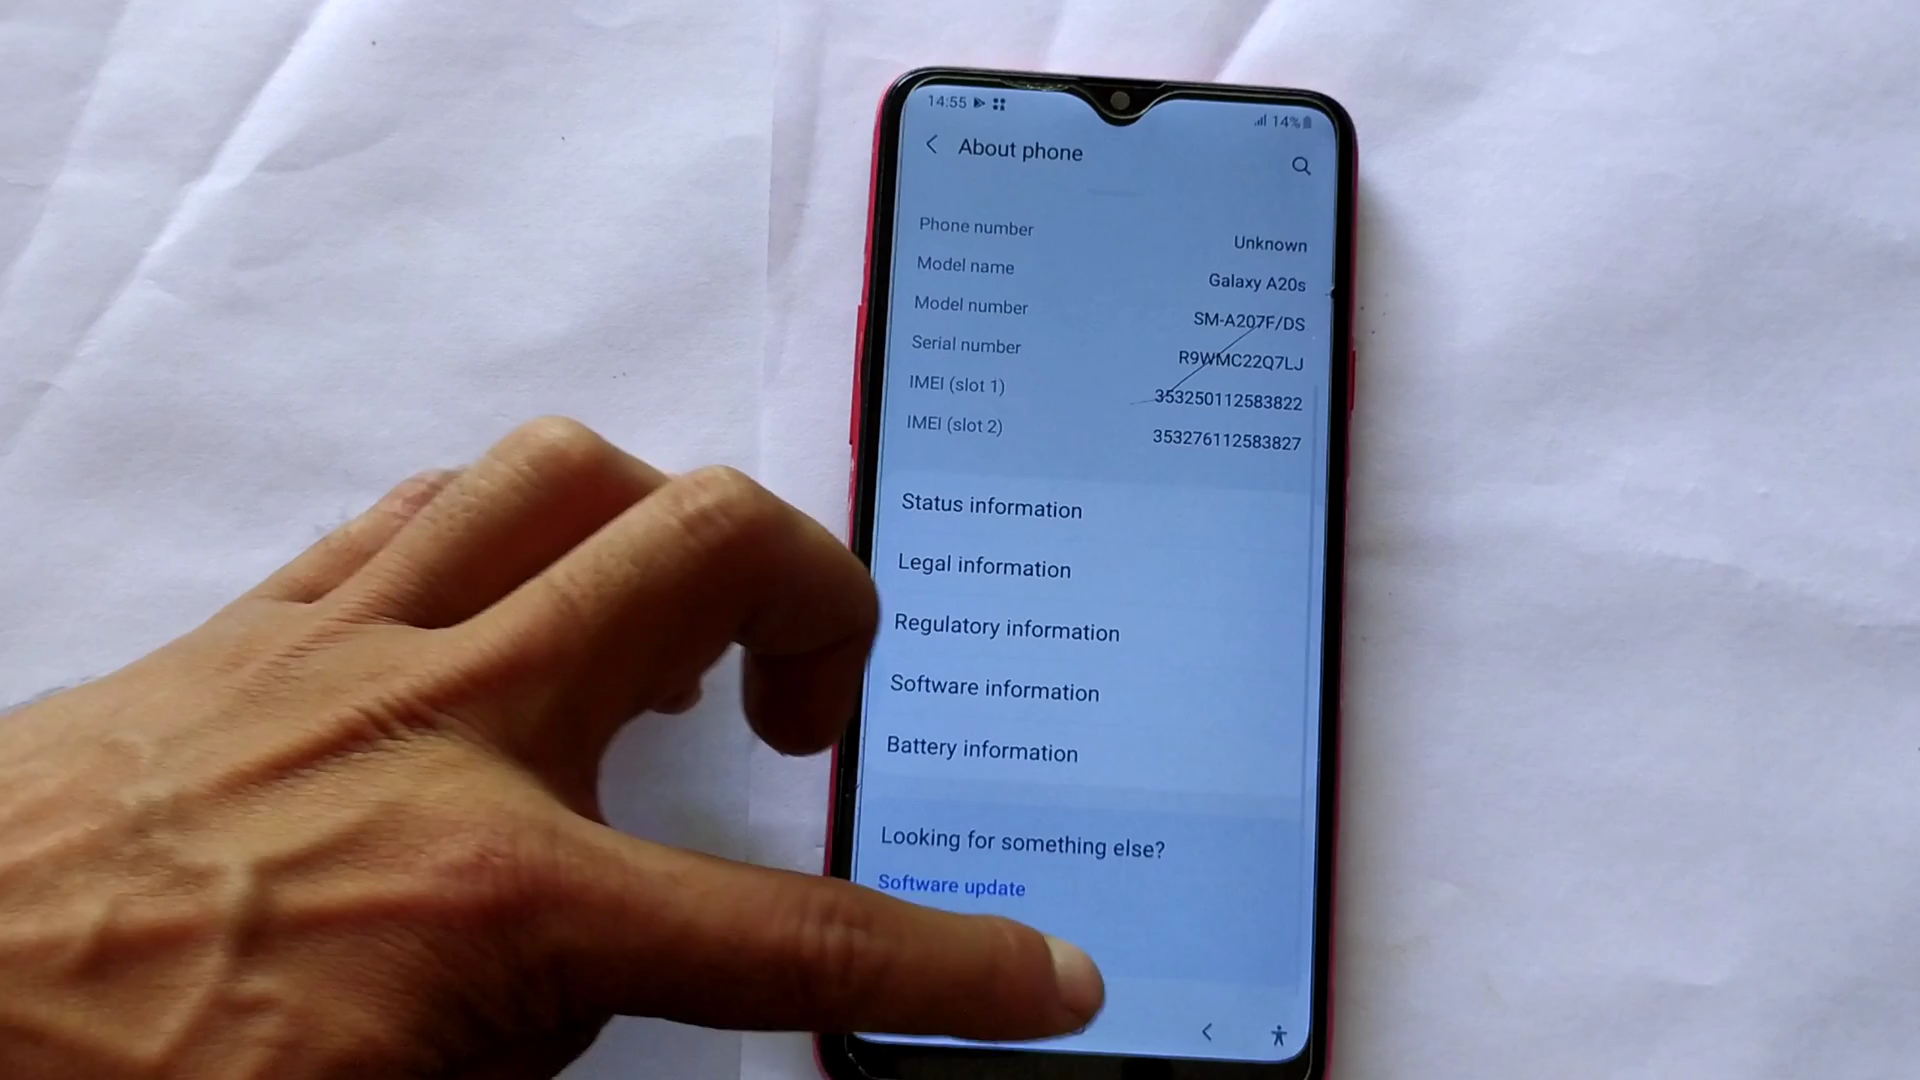 14:55
14%
About phone
Phone number Unknown
Model name Galaxy A20s
Model number SM-A207F/DS
Serial number R9WMC22Q7LJ
IMEI (slot 1) 353250112583822
IMEI (slot 2) 353276112583827
Status information
Legal information
Regulatory information
Software information
Battery information
Looking for something else?
Software update